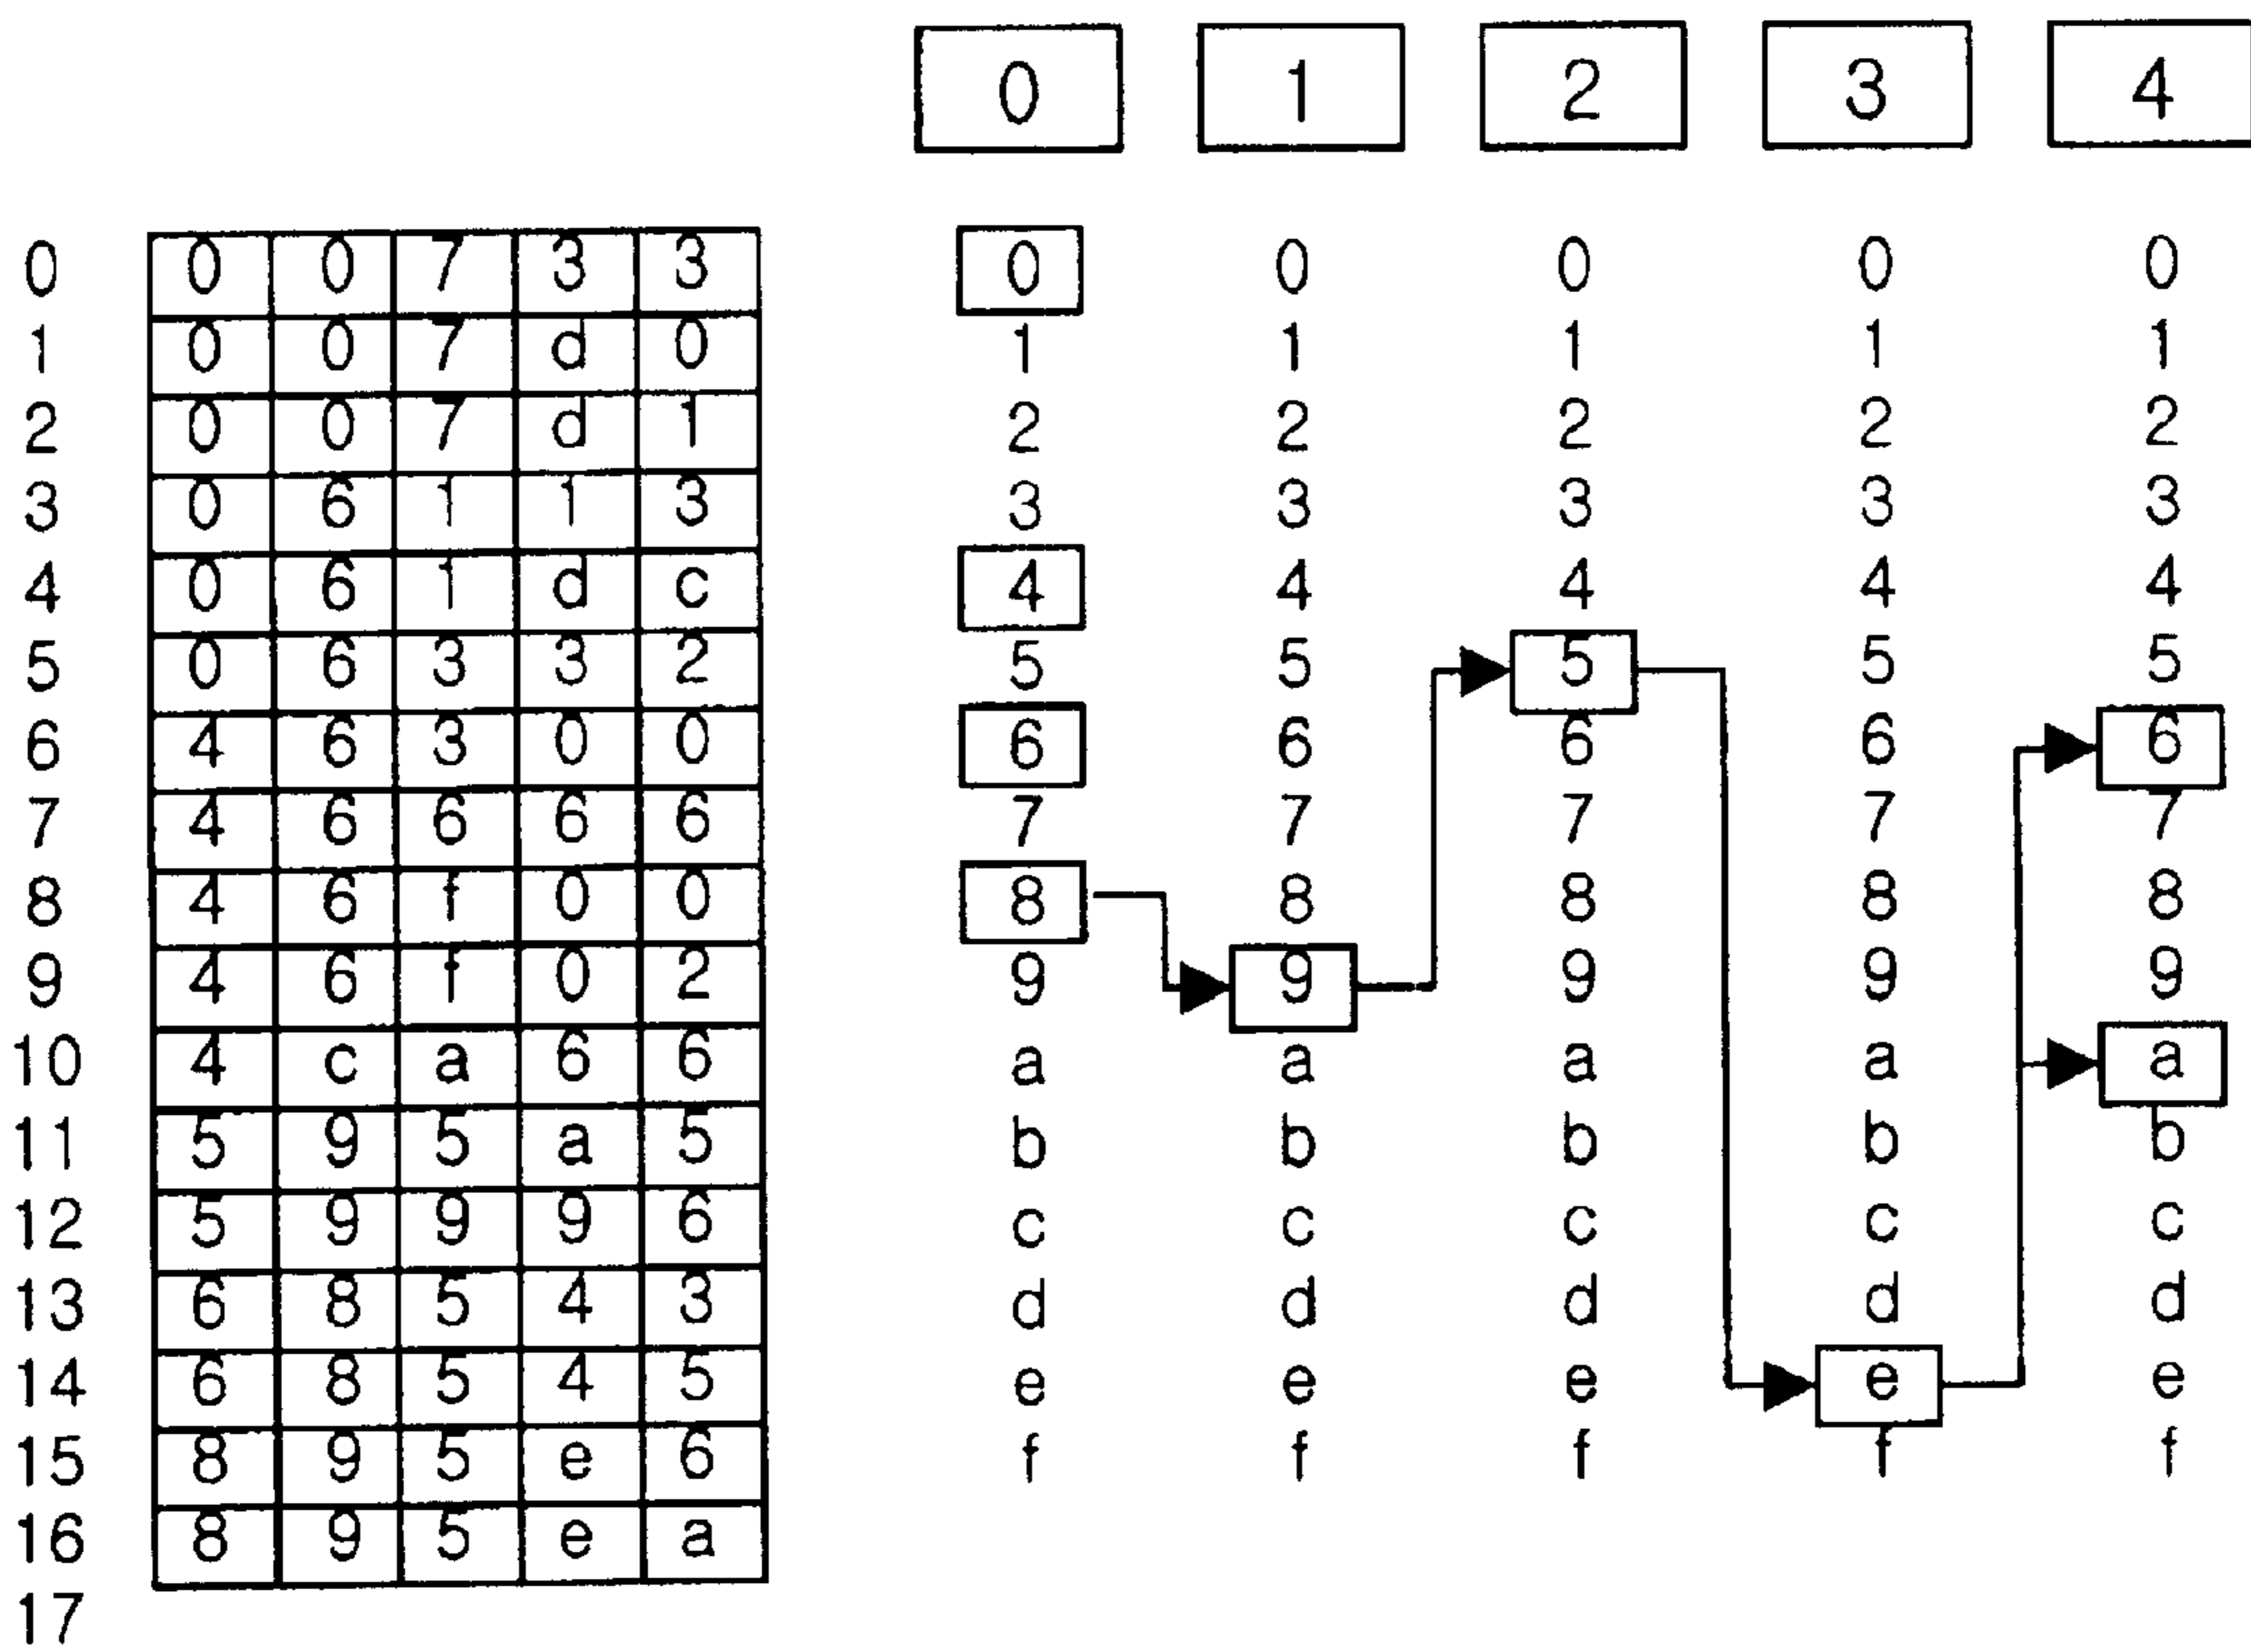 0 1 2 3 4
0 0 0 7 3 3 0 0 0 0 0
1 0 0 7 d 0 1 1 1 1 1
2 0 0 7 d 1 2 2 2 2 2
3 0 6 1 1 3 3 3 3 3 3
4 0 6 1 d c 4 4 4 4 4
5 0 6 3 3 2 5 5 5 5 5
6 4 6 3 0 0 6 6 6 6 6
7 4 6 6 6 6 7 7 7 7 7
8 4 6 f 0 0 8 8 8 8 8
9 4 6 f 0 2 9 9 9 9 9
10 4 c a 6 6 a a a a a
11 5 9 5 a 5 b b b b b
12 5 9 9 9 6 c c c c c
13 6 8 5 4 3 d d d d d
14 6 8 5 4 5 e e e e e
15 8 9 5 e 6 f f f f f
16 8 9 5 e a
17